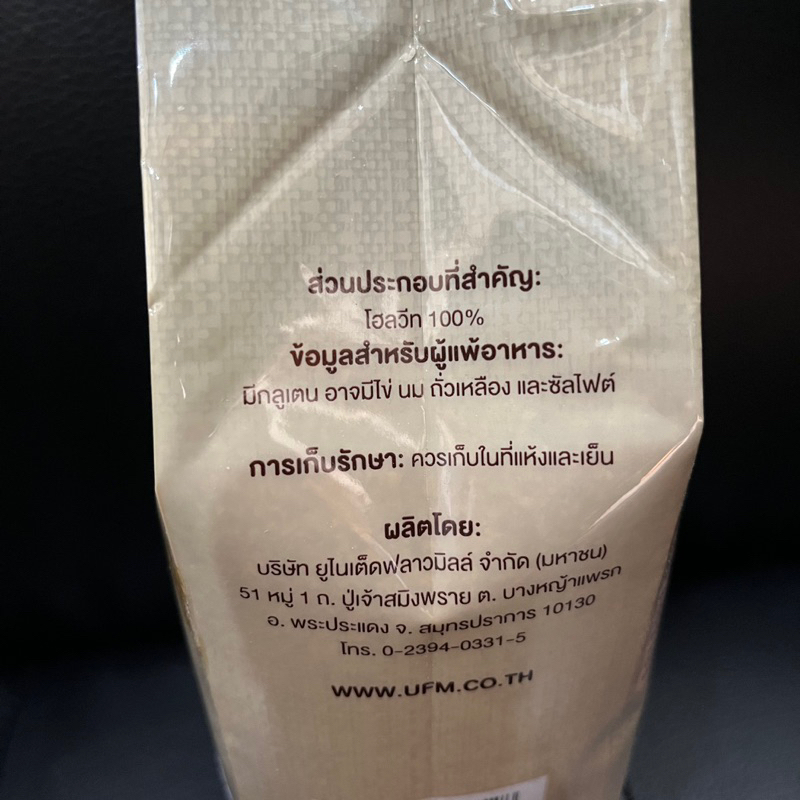 ส่วนประกอบที่สำคัญ:
โฮลวีท 100%
ข้อมูลสำหรับผู้แพ้อาหาร:
มีกลูเตน อาจมีไข่ นม ถั่วเหลือง และซัลไฟต์
การเก็บรักษา: ควรเก็บในที่แห้งและเย็น
ผลิตโดย:
บริษัท ยูไนเต็ดฟลาวมิลล์ จำกัด (มหาชน)
51 หมู่ 1 ถ. ปู่เจ้าสมิงพราย ต. บางหญ้าแพรก
อ. พระประแดง จ. สมุทรปราการ 10130
โทร. 0-2394-0331-5
WWW.UFM.CO.TH